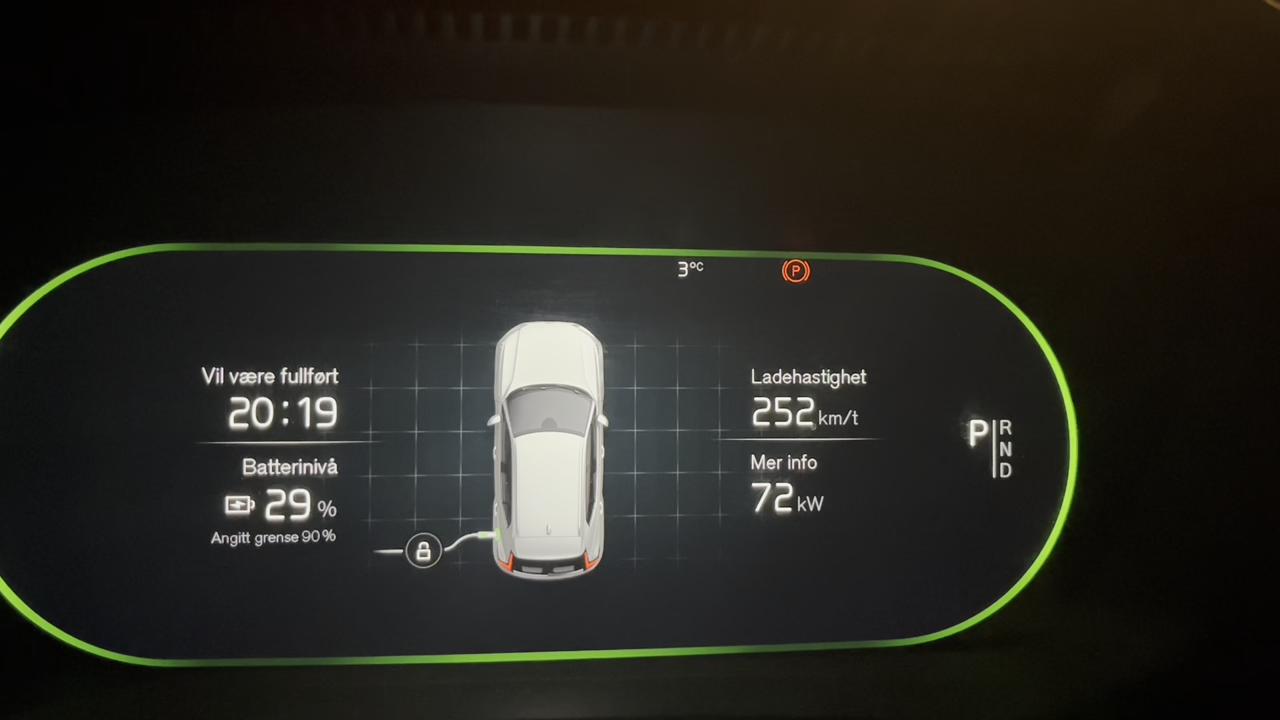 3°C
P
Vil være fullført
20:19
Batterinivå
29 %
Angitt grense 90 %
Ladehastighet
252 km/t
Mer info
72 kW
P
R
N
D